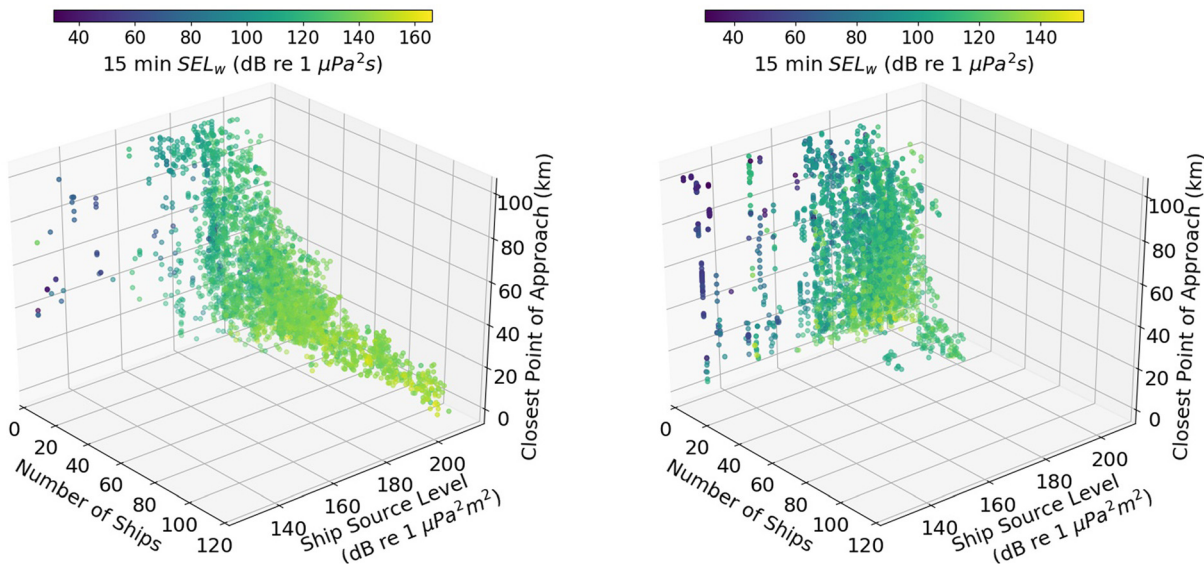 40 60 80 100 120 140 160
15 min SEL_w (dB re 1 μPa²s)
100
80
60
40
20
0
Closest Point of Approach (km)
0 20 40 60 80 100 120
Number of Ships
140 160 180 200
Ship Source Level
(dB re 1 μPa²m²)
40 60 80 100 120 140
15 min SEL_w (dB re 1 μPa²s)
100
80
60
40
20
0
Closest Point of Approach (km)
0 20 40 60 80 100 120
Number of Ships
140 160 180 200
Ship Source Level
(dB re 1 μPa²m²)